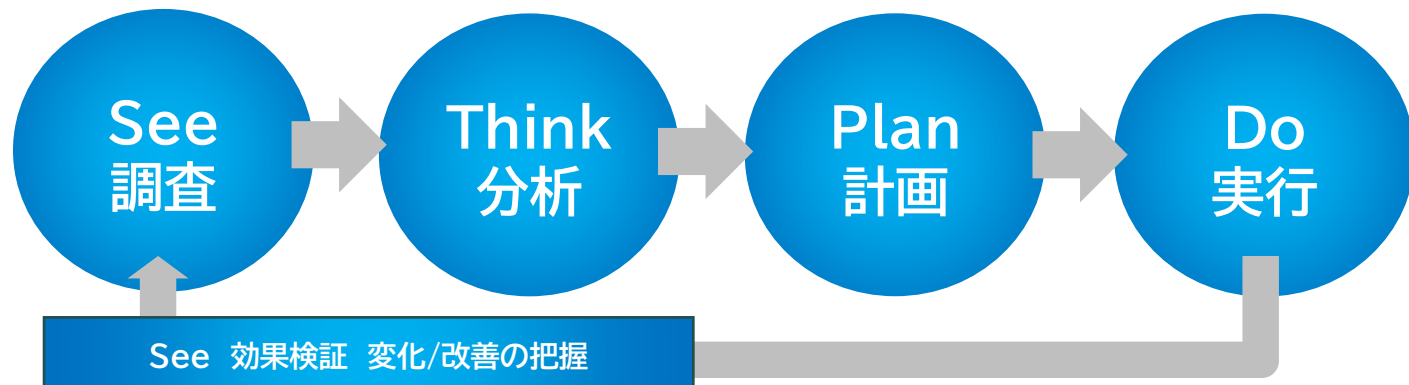 See
調査
Think
分析
Plan
計画
Do
実行
See 効果検証 変化/改善の把握